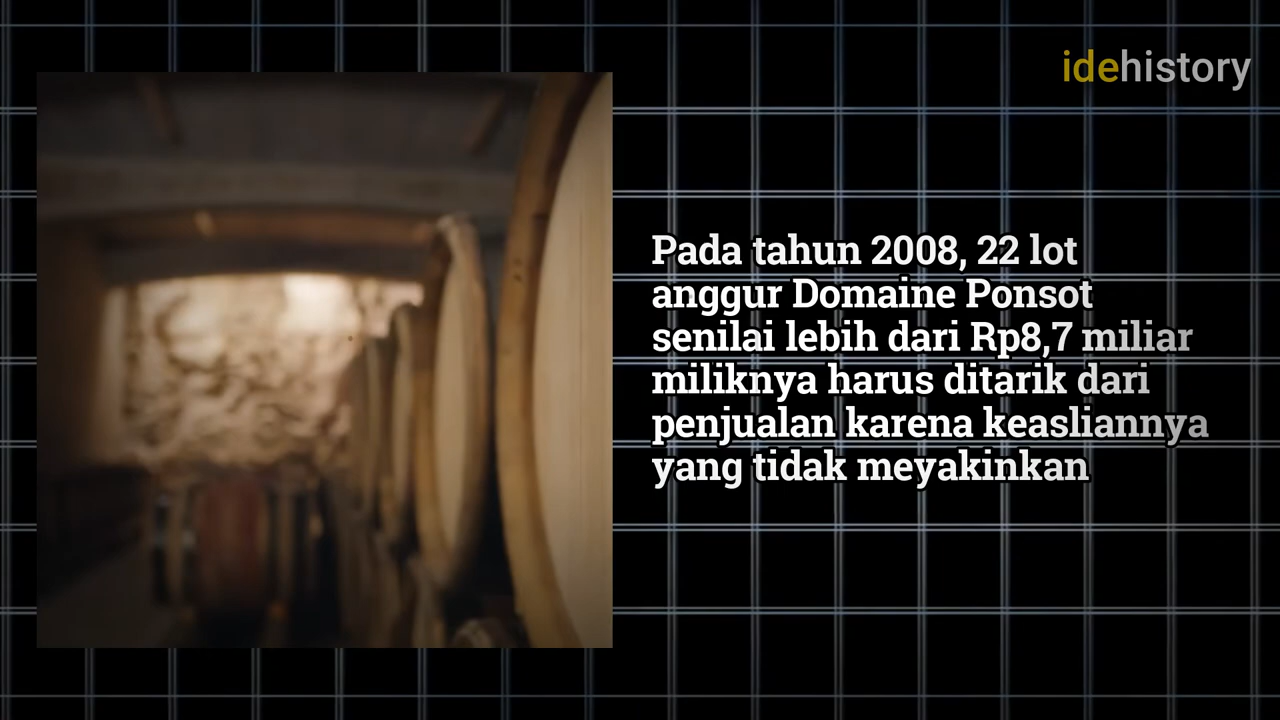 idehistory
Pada tahun 2008, 22 lot
anggur Domaine Ponsot
senilai lebih dari Rp8,7 miliar
miliknya harus ditarik dari
penjualan karena keasliannya
yang tidak meyakinkan